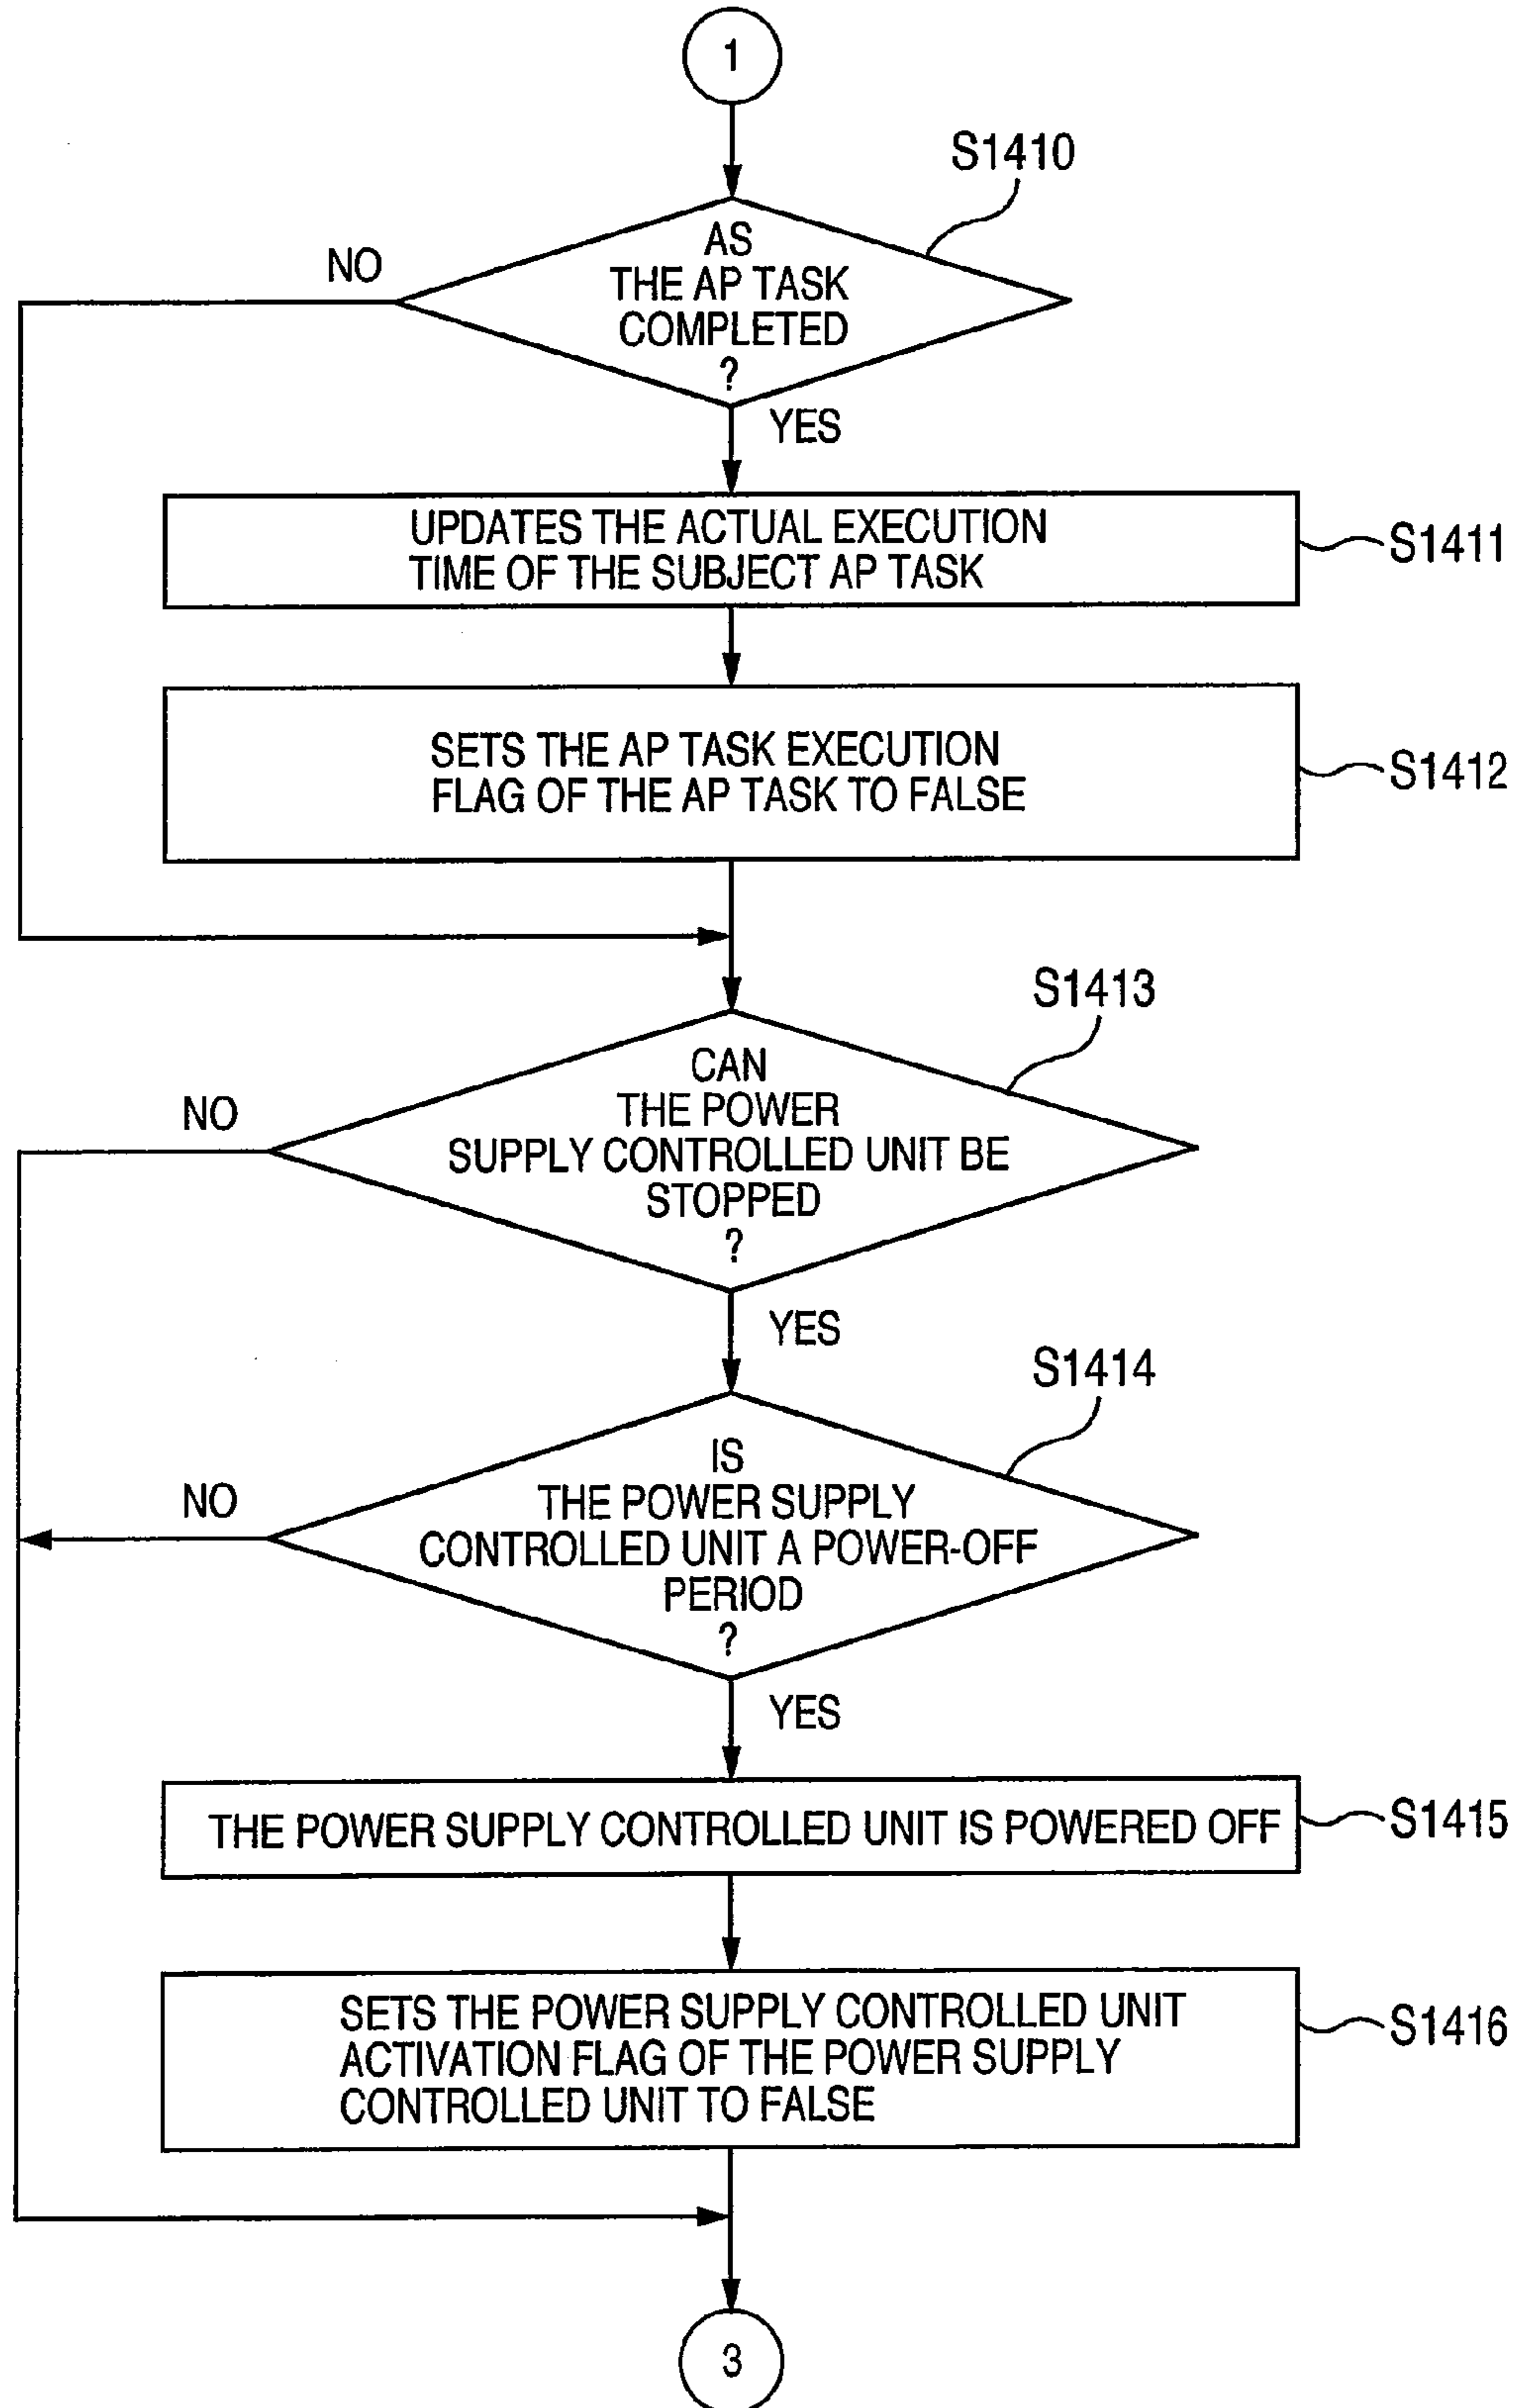 1
S1410
AS
THE AP TASK
COMPLETED
?
NO
YES
UPDATES THE ACTUAL EXECUTION
TIME OF THE SUBJECT AP TASK
S1411
SETS THE AP TASK EXECUTION
FLAG OF THE AP TASK TO FALSE
S1412
S1413
CAN
THE POWER
SUPPLY CONTROLLED UNIT BE
STOPPED
?
NO
YES
S1414
IS
THE POWER SUPPLY
CONTROLLED UNIT A POWER-OFF
PERIOD
?
NO
YES
THE POWER SUPPLY CONTROLLED UNIT IS POWERED OFF
S1415
SETS THE POWER SUPPLY CONTROLLED UNIT
ACTIVATION FLAG OF THE POWER SUPPLY
CONTROLLED UNIT TO FALSE
S1416
3